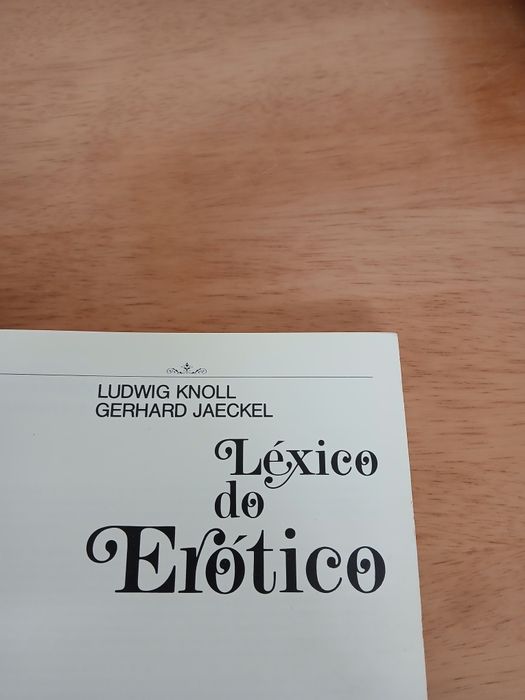 LUDWIG KNOLL
GERHARD JAECKEL
Léxico
do
Erótico